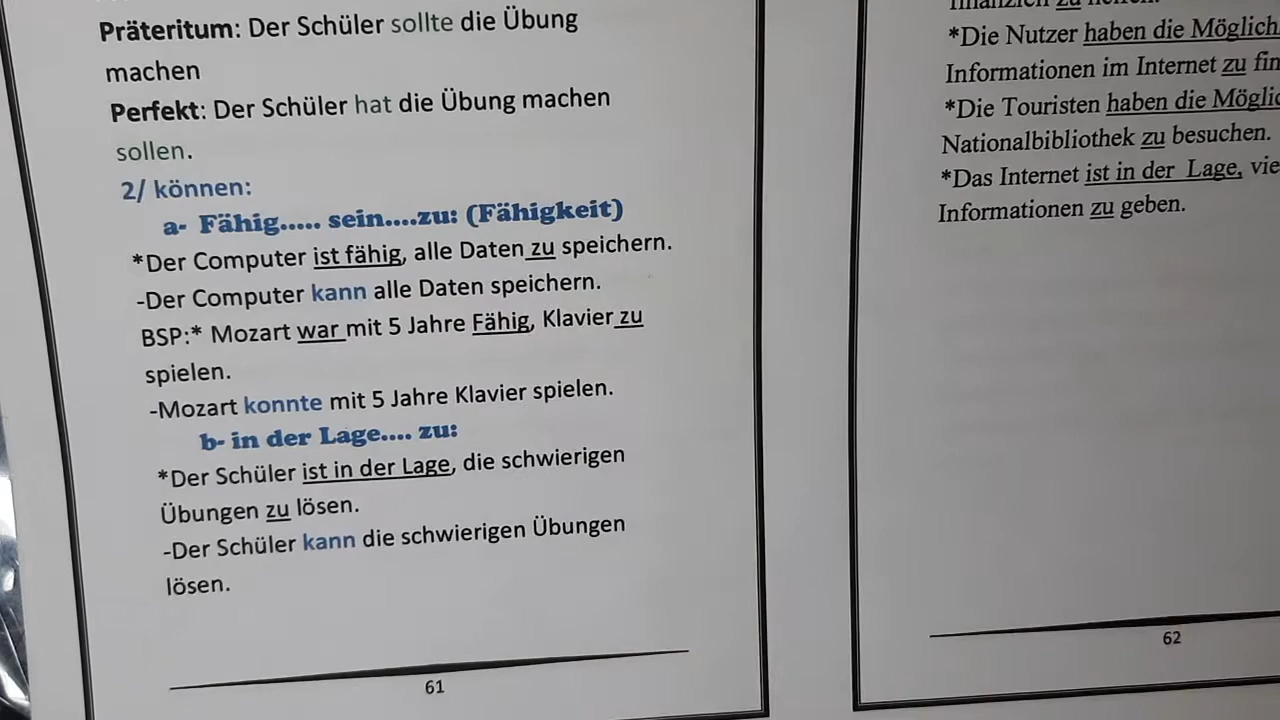 Präteritum: Der Schüler sollte die Übung
machen
Perfekt: Der Schüler hat die Übung machen
sollen.
2/ können:
a- Fähig..... sein....zu: (Fähigkeit)
*Der Computer ist fähig, alle Daten zu speichern.
-Der Computer kann alle Daten speichern.
BSP:* Mozart war mit 5 Jahre Fähig, Klavier zu
spielen.
-Mozart konnte mit 5 Jahre Klavier spielen.
b- in der Lage.... zu:
*Der Schüler ist in der Lage, die schwierigen
Übungen zu lösen.
-Der Schüler kann die schwierigen Übungen
lösen.
61
zu
*Die Nutzer haben die
Informationen im Internet zu
*Die Touristen haben die
Nationalbibliothek zu besuchen.
*Das Internet ist in der Lage,
Informationen zu geben.
62